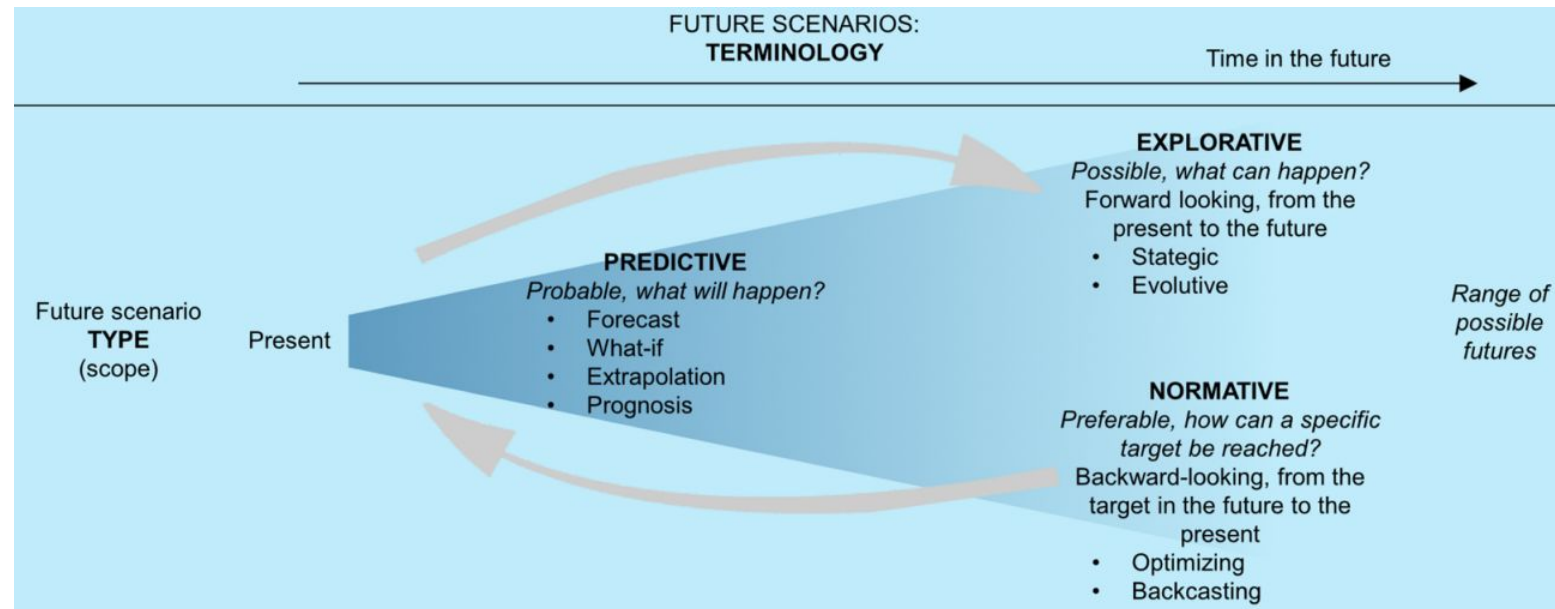 FUTURE SCENARIOS:
TERMINOLOGY
Time in the future
Future scenario
TYPE
(scope)
Present
PREDICTIVE
Probable, what will happen?
• Forecast
• What-if
• Extrapolation
• Prognosis
EXPLORATIVE
Possible, what can happen?
Forward looking, from the
present to the future
• Stategic
• Evolutive
NORMATIVE
Preferable, how can a specific
target be reached?
Backward-looking, from the
target in the future to the
present
• Optimizing
• Backcasting
Range of
possible
futures